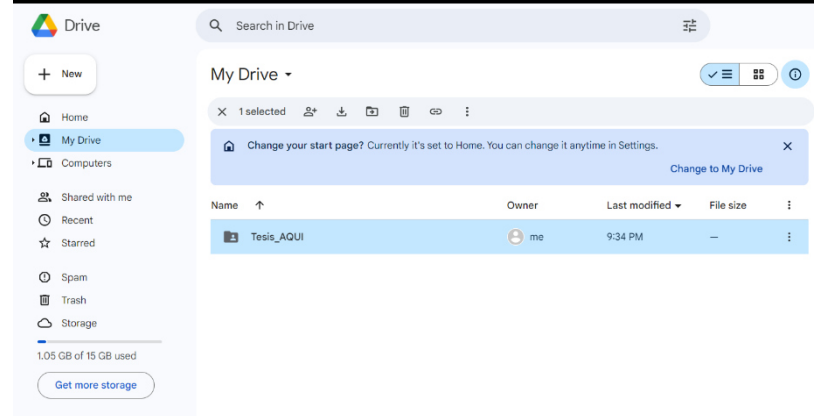 Drive
Search in Drive
New
Home
My Drive
Computers
Shared with me
Recent
Starred
Spam
Trash
Storage
1.05 GB of 15 GB used
Get more storage
My Drive
1 selected
Change your start page? Currently it's set to Home. You can change it anytime in Settings.
Change to My Drive
Name Owner Last modified File size
Tesis_AQUI me 9:34 PM —